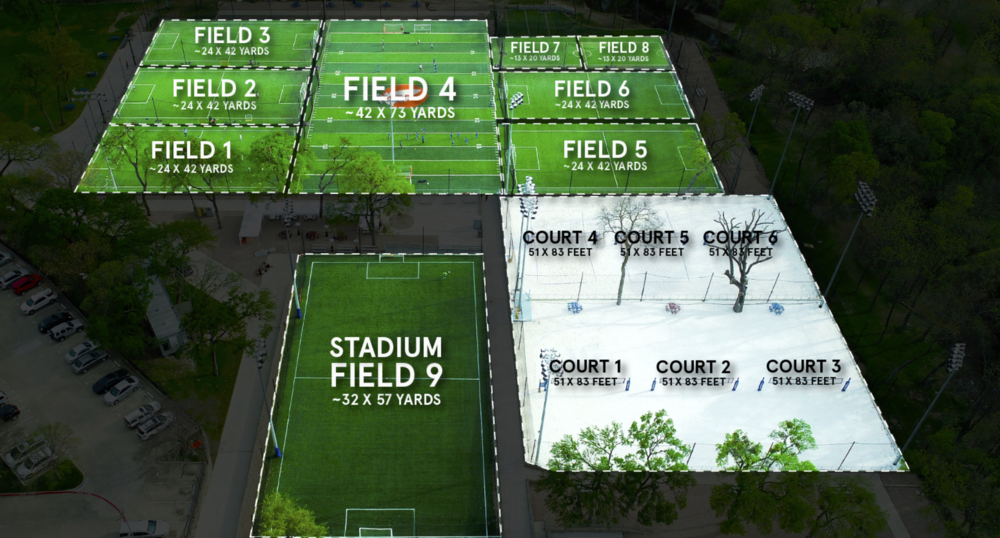 FIELD 3
~24 X 42 YARDS
FIELD 2
~24 X 42 YARDS
FIELD 1
~24 X 42 YARDS
FIELD 4
~42 X 73 YARDS
FIELD 7
~13 X 20 YARDS
FIELD 8
~13 X 20 YARDS
FIELD 6
~24 X 42 YARDS
FIELD 5
~24 X 42 YARDS
COURT 4
51 X 83 FEET
COURT 5
51 X 83 FEET
COURT 6
51 X 83 FEET
STADIUM
FIELD 9
~32 X 57 YARDS
COURT 1
51 X 83 FEET
COURT 2
51 X 83 FEET
COURT 3
51 X 83 FEET